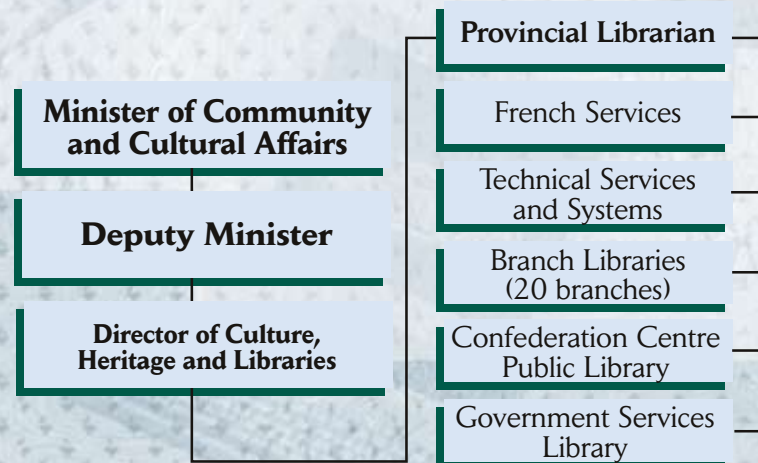 Minister of Community
and Cultural Affairs
Deputy Minister
Director of Culture,
Heritage and Libraries
Provincial Librarian
French Services
Technical Services
and Systems
Branch Libraries
(20 branches)
Confederation Centre
Public Library
Government Services
Library